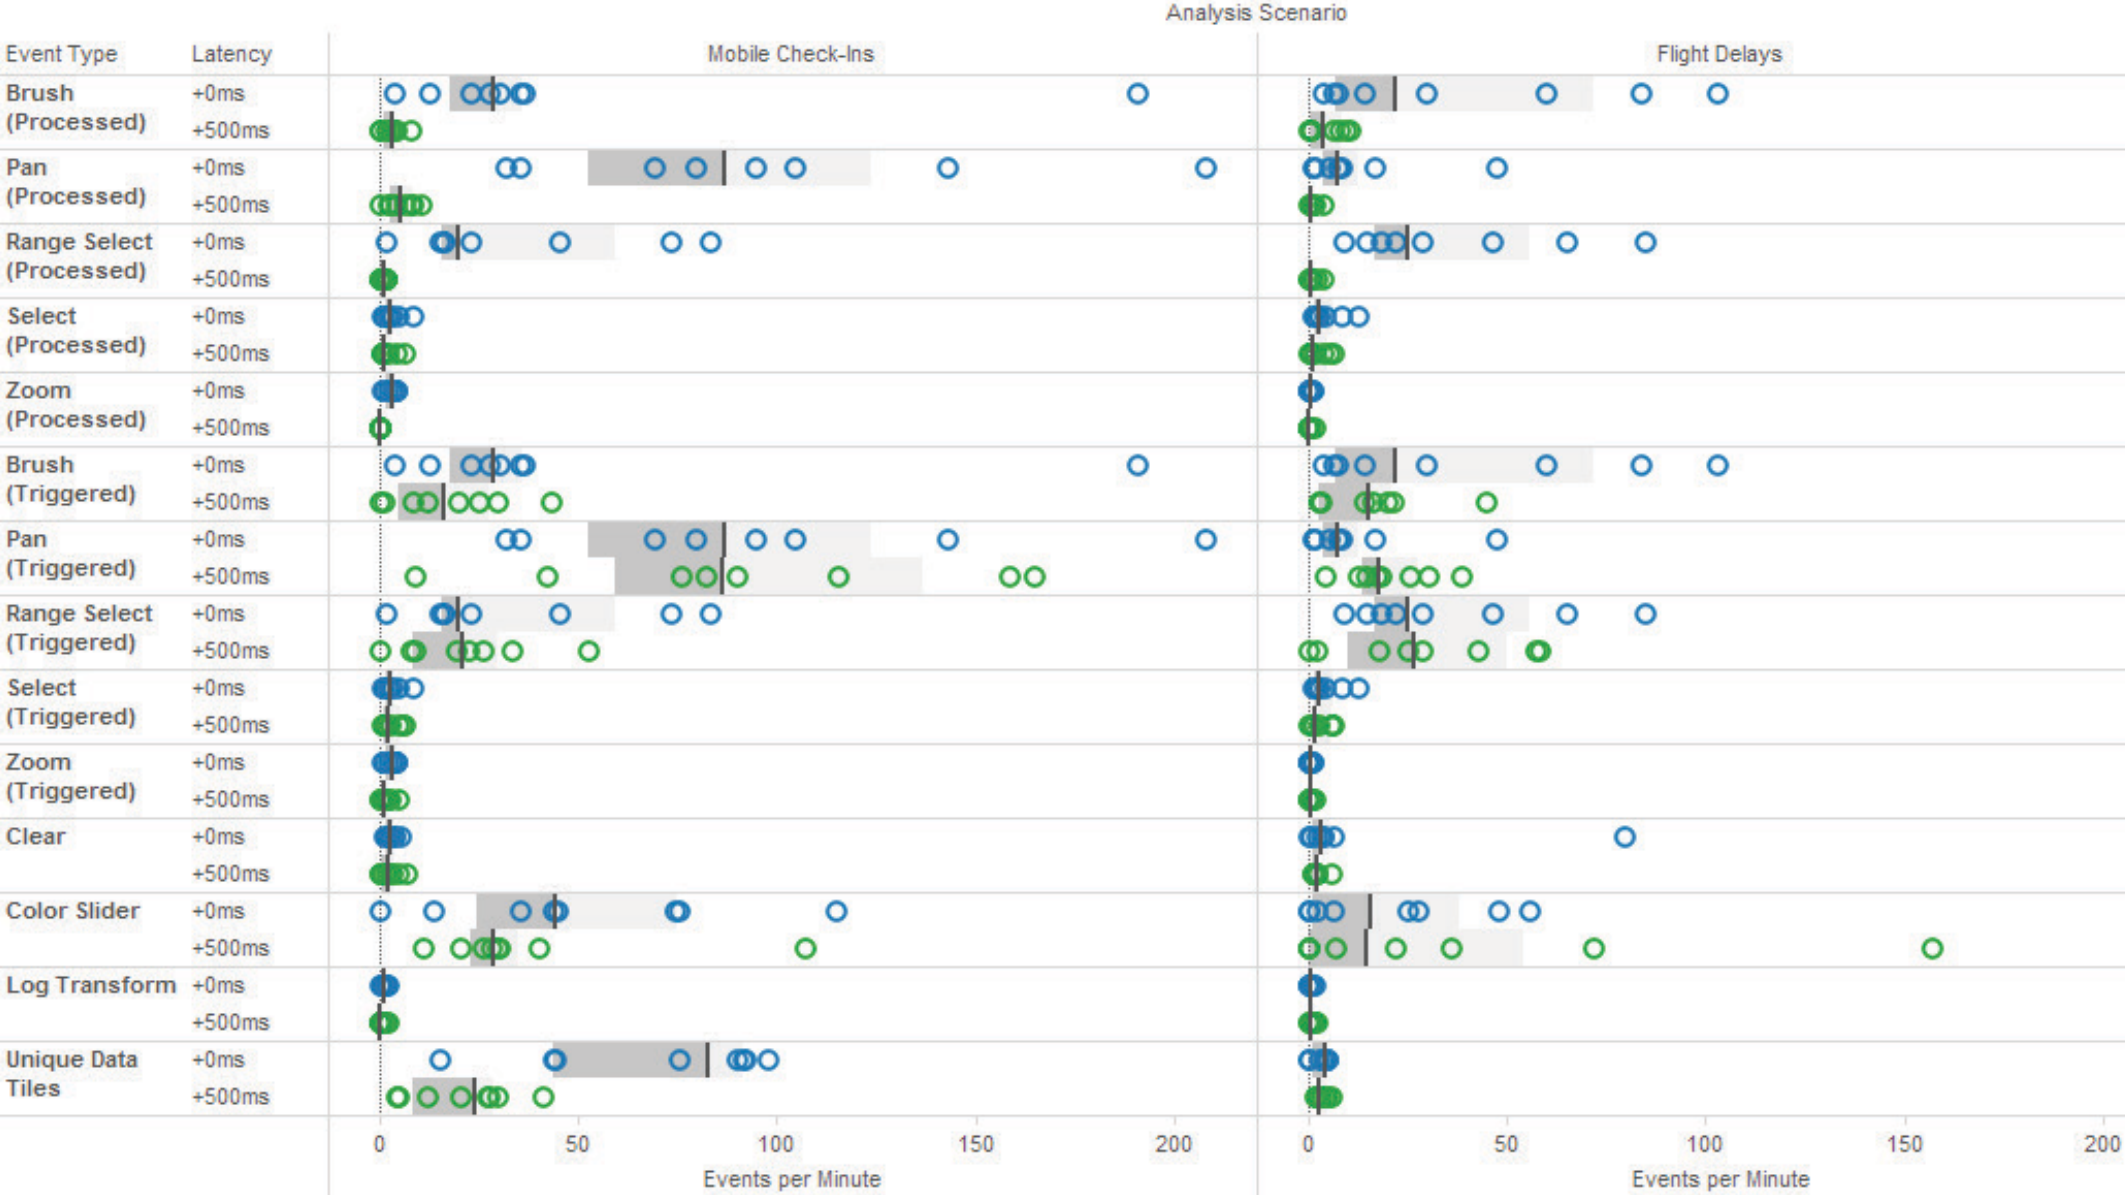 Analysis Scenario
Event Type Latency Mobile Check-Ins Flight Delays
Brush +0ms
(Processed) +500ms
Pan +0ms
(Processed) +500ms
Range Select +0ms
(Processed) +500ms
Select +0ms
(Processed) +500ms
Zoom +0ms
(Processed) +500ms
Brush +0ms
(Triggered) +500ms
Pan +0ms
(Triggered) +500ms
Range Select +0ms
(Triggered) +500ms
Select +0ms
(Triggered) +500ms
Zoom +0ms
(Triggered) +500ms
Clear +0ms
+500ms
Color Slider +0ms
+500ms
Log Transform +0ms
+500ms
Unique Data +0ms
Tiles +500ms
0 50 100 150 200 0 50 100 150 200
Events per Minute Events per Minute